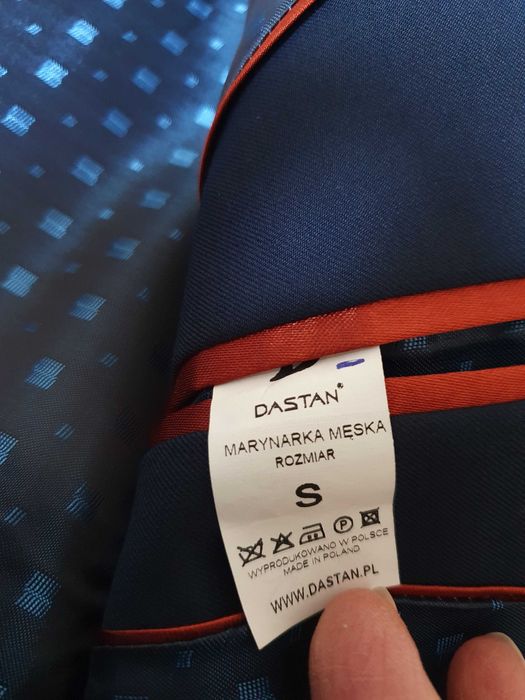 DASTAN®
MARYNARKA MĘSKA
ROZMIAR
S
P
WYPRODUKOWANO W POLSCE
MADE IN POLAND
WWW.DASTAN.PL